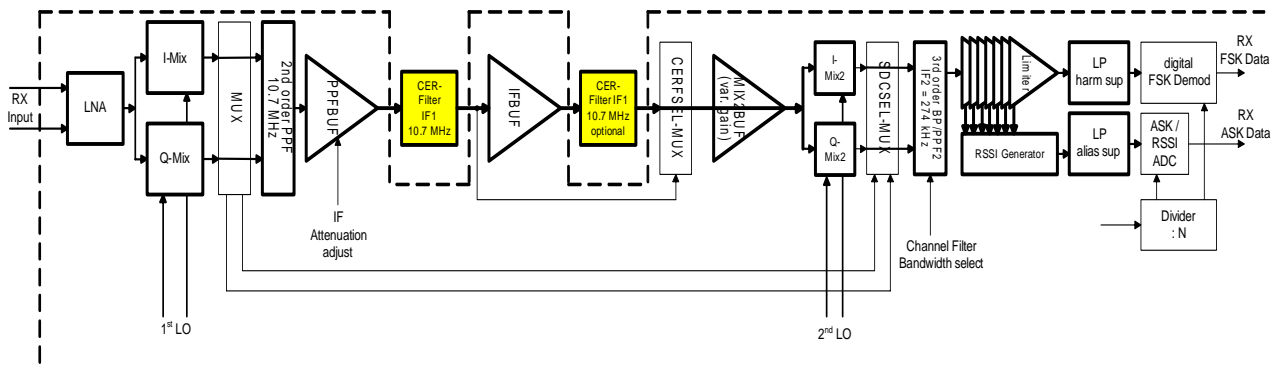 RX
Input
LNA
I-Mix
Q-Mix
MUX
2nd order PPF
10.7 MHz
PPFBUF
IF
Attenuation
adjust
1st LO
CER-
Filter
IF1
10.7 MHz
IFBUF
CER-
Filter IF1
10.7 MHz
optional
CERFSEL-MUX
MIX2BUF
(var. gain)
I-
Mix2
Q-
Mix2
2nd LO
SDCSEL-MUX
3rd order BP/PPF2
IF2 = 274 kHz
Channel Filter
Bandwidth select
Limiter
RSSI Generator
LP
harm sup
LP
alias sup
digital
FSK Demod
ASK /
RSSI
ADC
Divider
: N
RX
FSK Data
RX
ASK Data